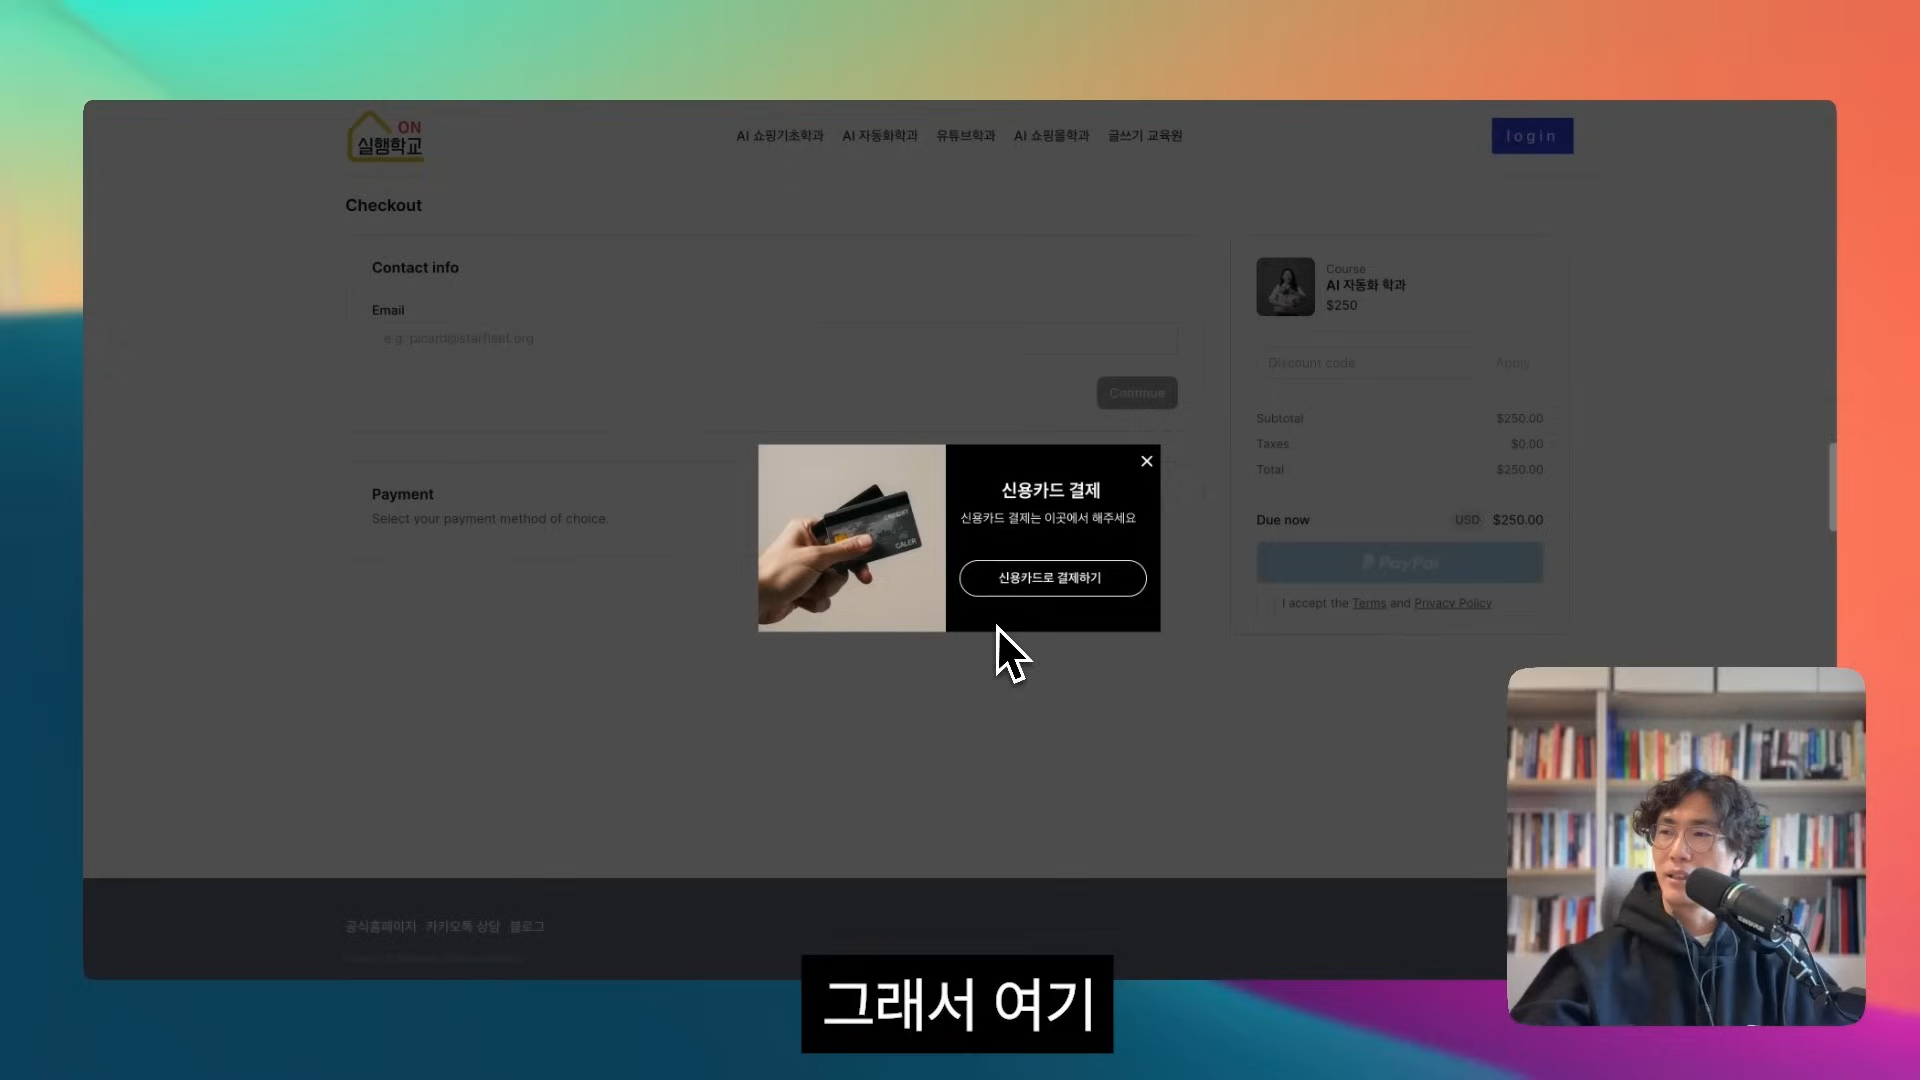 ON
실행학교
AI 쇼핑기초학과 AI 자동화학과 유튜브학과 AI 쇼핑몰학과 글쓰기 교육원
login
Checkout
Contact info
Email
e.g. picard@starfleet.org
Continue
Payment
Select your payment method of choice.
Course
AI 자동화 학과
$250
Discount code
Apply
Subtotal $250.00
Taxes $0.00
Total $250.00
Due now USD $250.00
PayPal
I accept the Terms and Privacy Policy
신용카드 결제
신용카드 결제는 이곳에서 해주세요
신용카드로 결제하기
공식홈페이지 카카오톡 상담 블로그
그래서 여기